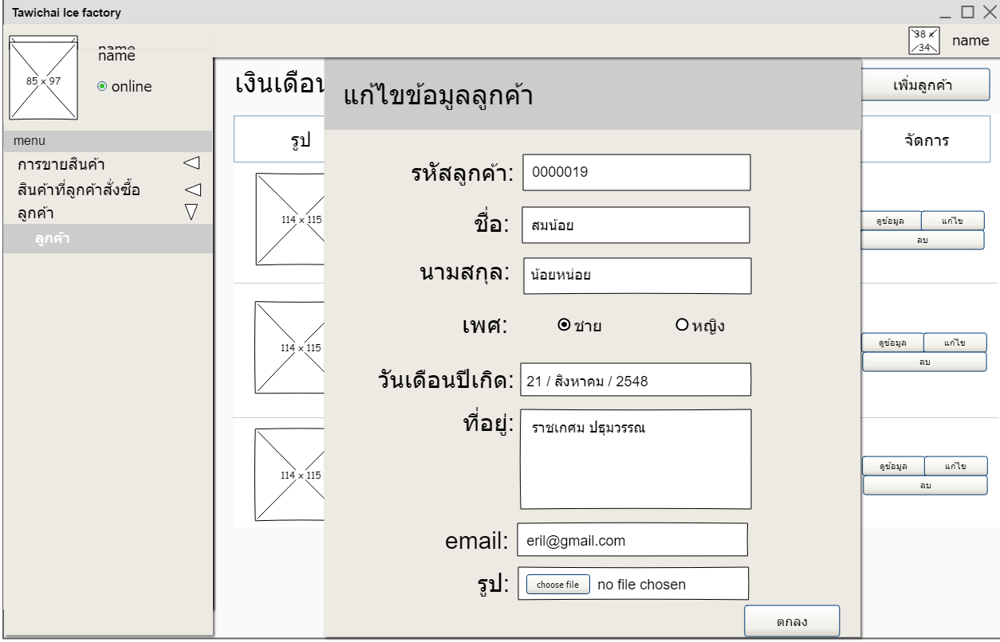 Tawichai Ice factory
name
name
online
38 x 34
name
85 x 97
menu
การขายสินค้า
สินค้าที่ลูกค้าสั่งซื้อ
ลูกค้า
ลูกค้า
เงินเดือน
เพิ่มลูกค้า
รูป
จัดการ
114 x 115
ดูข้อมูล แก้ไข
ลบ
114 x 115
ดูข้อมูล แก้ไข
ลบ
114 x 115
ดูข้อมูล แก้ไข
ลบ
แก้ไขข้อมูลลูกค้า
รหัสลูกค้า: 0000019
ชื่อ: สมน้อย
นามสกุล: น้อยหน่อย
เพศ: ชาย หญิง
วันเดือนปีเกิด: 21 / สิงหาคม / 2548
ที่อยู่: ราชเกศม ปธุมวรรณ
email: eril@gmail.com
รูป: choose file no file chosen
ตกลง